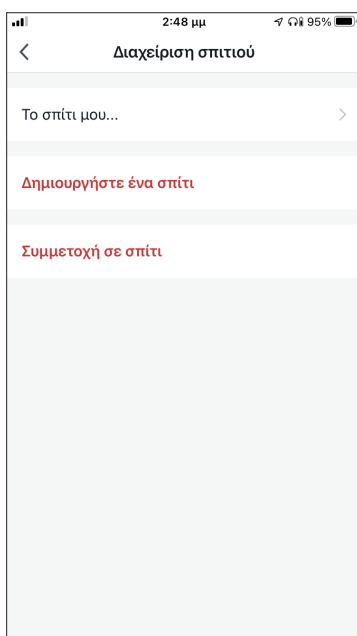 2:48 μμ 95%
Διαχείριση σπιτιού
Το σπίτι μου...
Δημιουργήστε ένα σπίτι
Συμμετοχή σε σπίτι